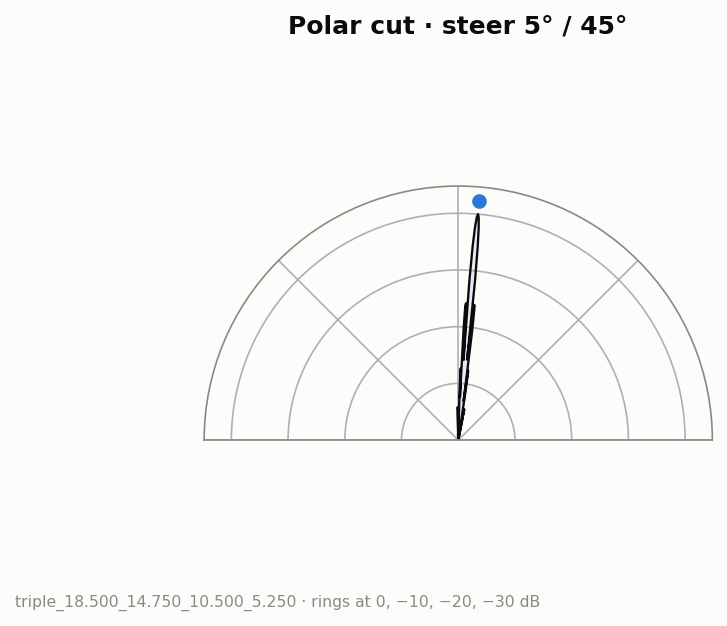 Polar cut · steer 5° / 45°
triple_18.500_14.750_10.500_5.250 · rings at 0, −10, −20, −30 dB